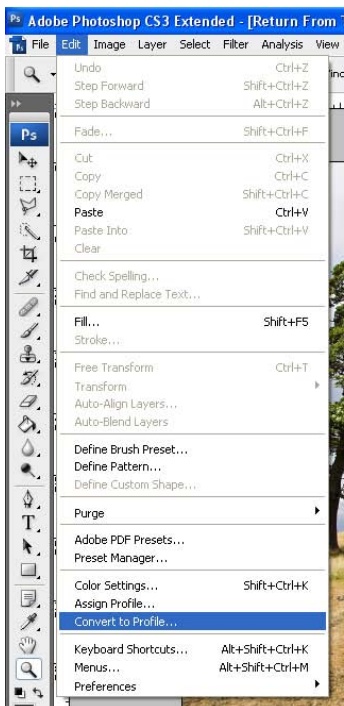 Ps Adobe Photoshop CS3 Extended - [Return From T
Ps File Edit Image Layer Select Filter Analysis View
Undo Ctrl+Z
Step Forward Shift+Ctrl+Z
Step Backward Alt+Ctrl+Z
Ps
Fade... Shift+Ctrl+F
Cut Ctrl+X
Copy Ctrl+C
Copy Merged Shift+Ctrl+C
Paste Ctrl+V
Paste Into Shift+Ctrl+V
Clear
Check Spelling...
Find and Replace Text...
Fill... Shift+F5
Stroke...
Free Transform Ctrl+T
Transform
Auto-Align Layers...
Auto-Blend Layers
Define Brush Preset...
Define Pattern...
Define Custom Shape...
Purge
T
Adobe PDF Presets...
Preset Manager...
Color Settings... Shift+Ctrl+K
Assign Profile...
Convert to Profile...
Keyboard Shortcuts... Alt+Shift+Ctrl+K
Menus... Alt+Shift+Ctrl+M
Preferences